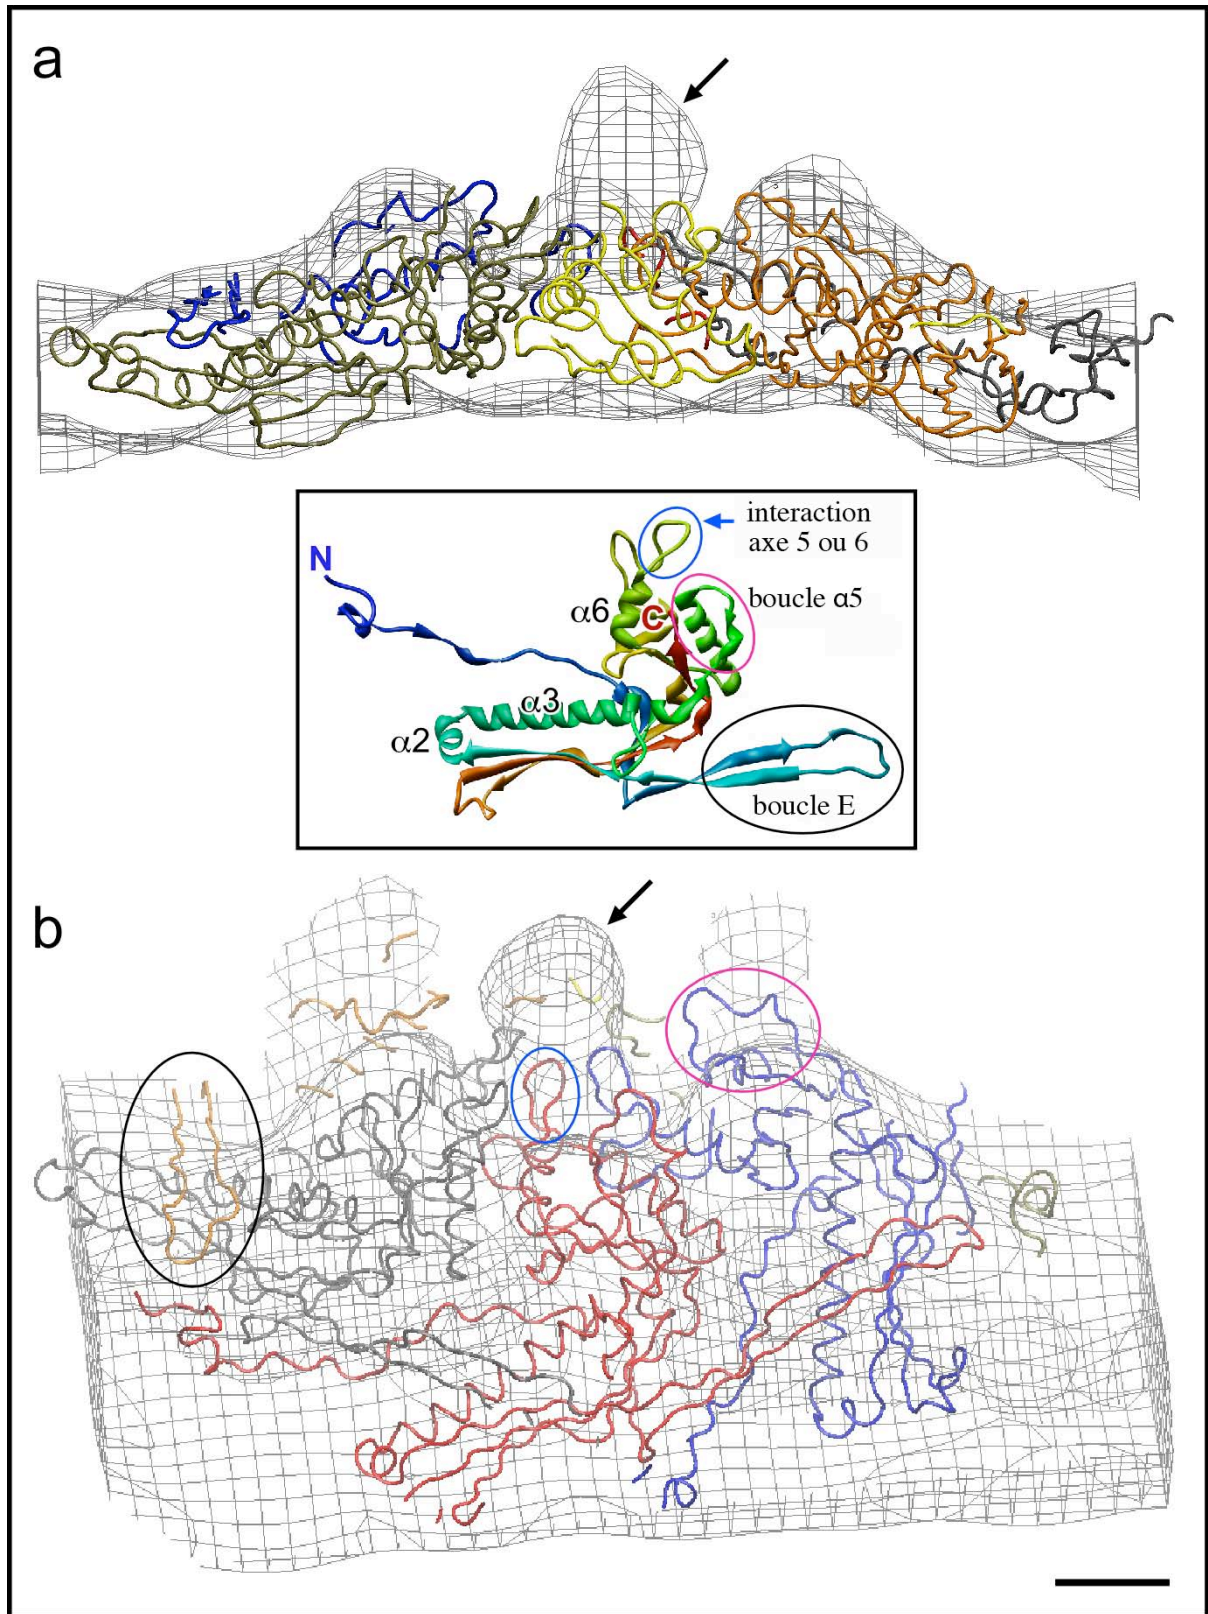 a
interaction
axe 5 ou 6
N
boucle α5
α6
C
α3
α2
boucle E
b